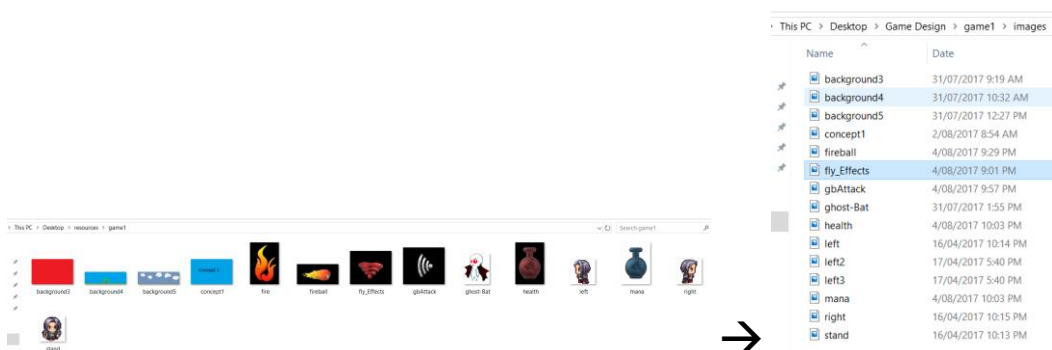 This PC > Desktop > resources > game1
Search game1
background3 background4 background5 concept1 fire fireball fly_Effects gbAttack ghost-Bat health left mana right
stand
→
This PC > Desktop > Game Design > game1 > images
Name Date
background3 31/07/2017 9:19 AM
background4 31/07/2017 10:32 AM
background5 31/07/2017 12:27 PM
concept1 2/08/2017 8:54 AM
fireball 4/08/2017 9:29 PM
fly_Effects 4/08/2017 9:01 PM
gbAttack 4/08/2017 9:57 PM
ghost-Bat 31/07/2017 1:55 PM
health 4/08/2017 10:03 PM
left 16/04/2017 10:14 PM
left2 17/04/2017 5:40 PM
left3 17/04/2017 5:40 PM
mana 4/08/2017 10:03 PM
right 16/04/2017 10:15 PM
stand 16/04/2017 10:13 PM